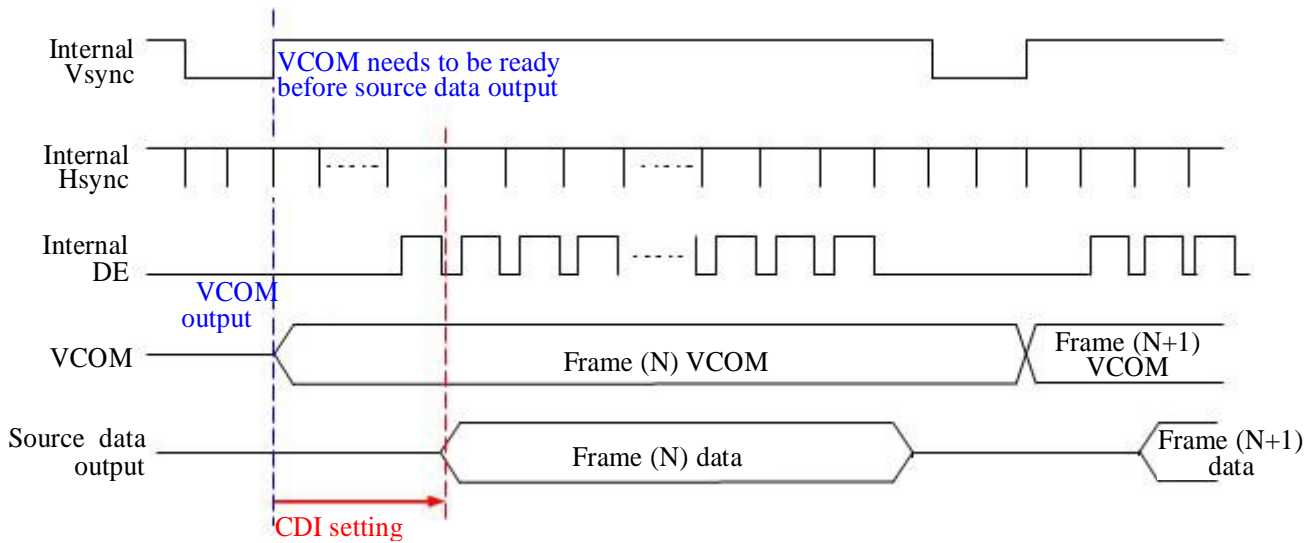 Internal
Vsync
VCOM needs to be ready
before source data output
Internal
Hsync
Internal
DE
VCOM
output
VCOM
Frame (N) VCOM
Frame (N+1)
VCOM
Source data
output
Frame (N) data
Frame (N+1)
data
CDI setting